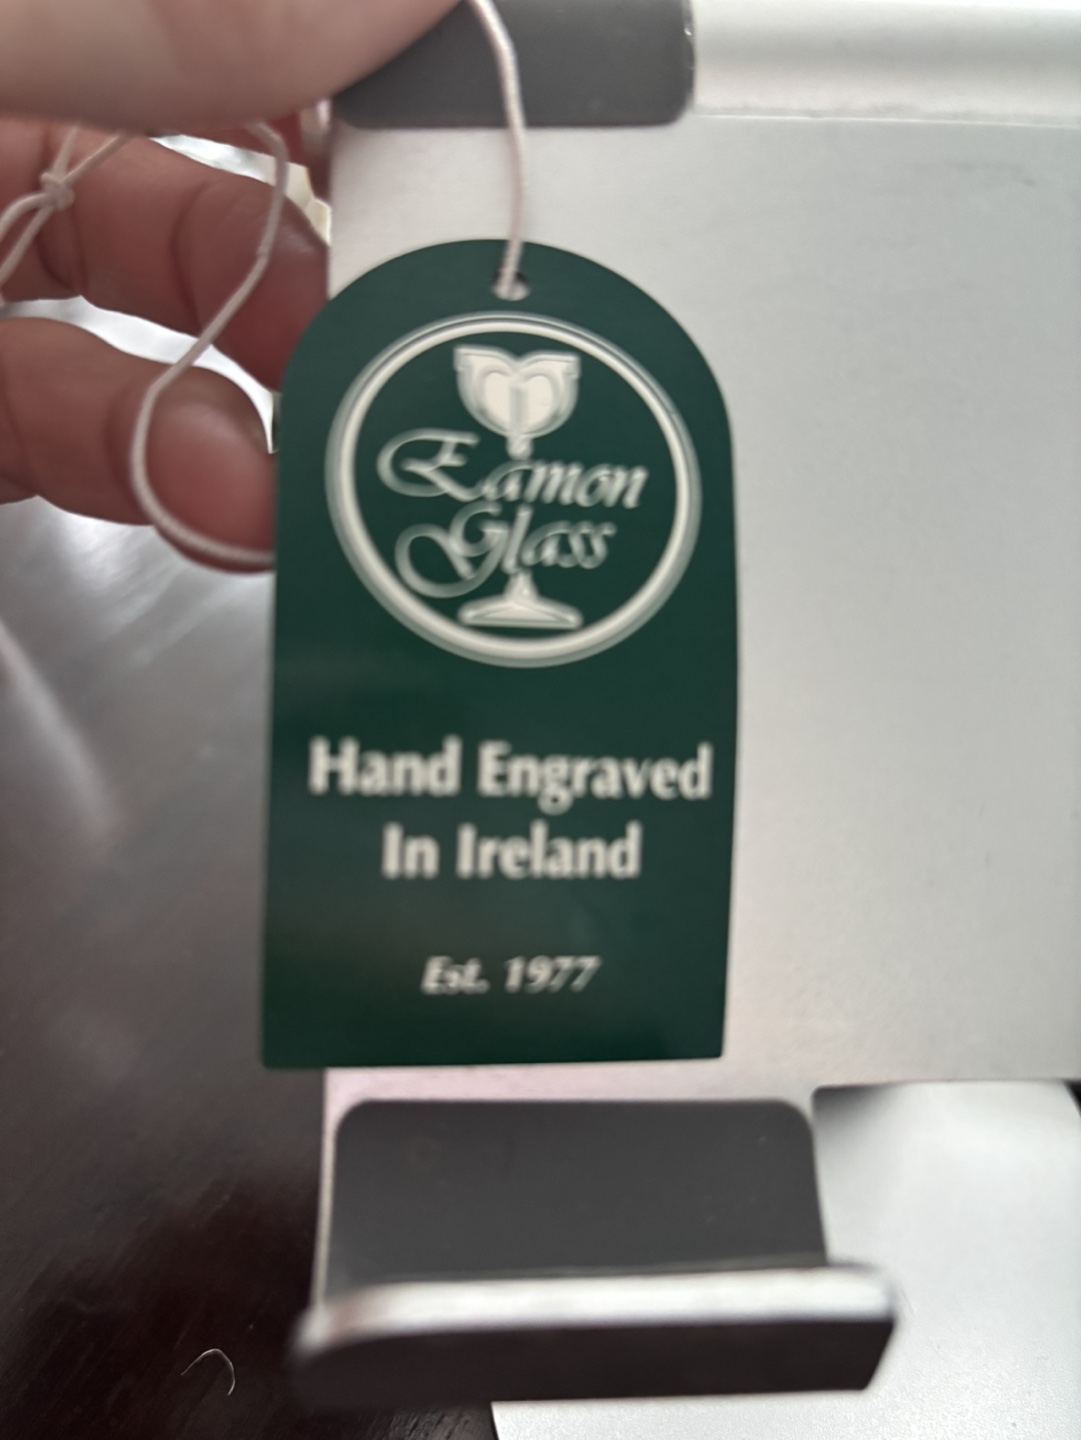 Eamon
Glass
Hand Engraved
In Ireland
Est. 1977